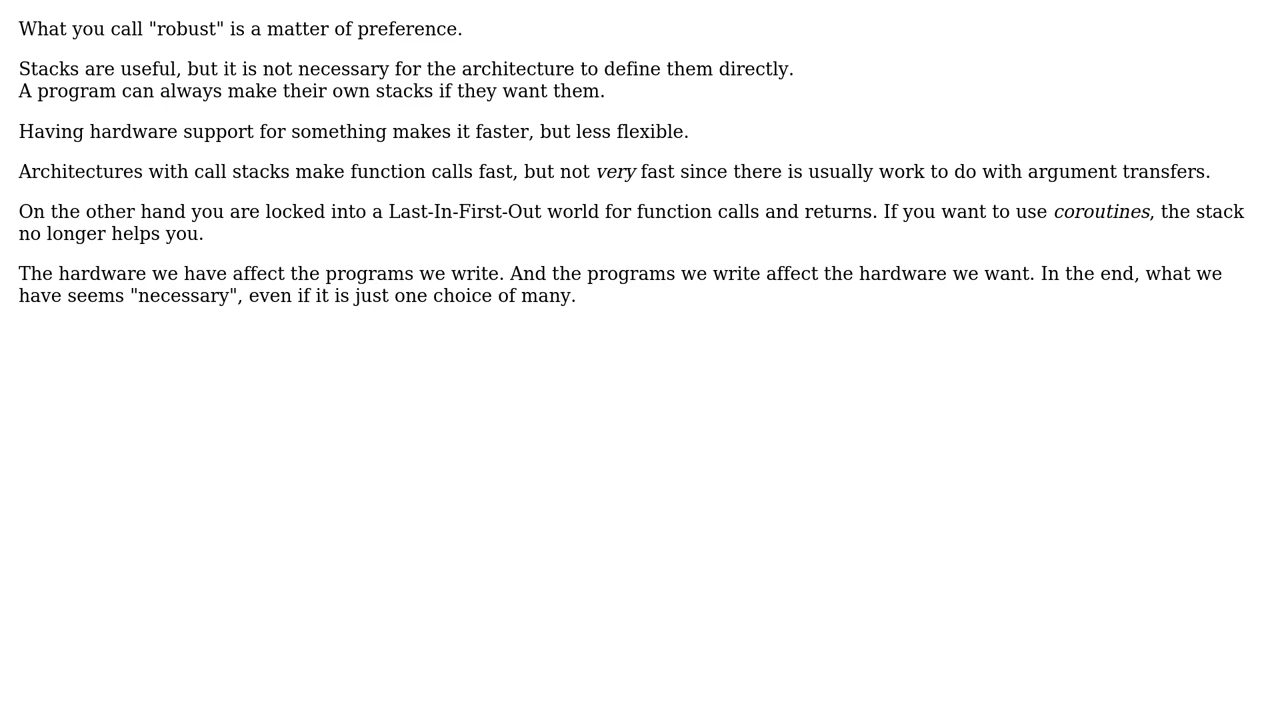 What you call "robust" is a matter of preference.
Stacks are useful, but it is not necessary for the architecture to define them directly.
A program can always make their own stacks if they want them.
Having hardware support for something makes it faster, but less flexible.
Architectures with call stacks make function calls fast, but not very fast since there is usually work to do with argument transfers.
On the other hand you are locked into a Last-In-First-Out world for function calls and returns. If you want to use coroutines, the stack
no longer helps you.
The hardware we have affect the programs we write. And the programs we write affect the hardware we want. In the end, what we
have seems "necessary", even if it is just one choice of many.